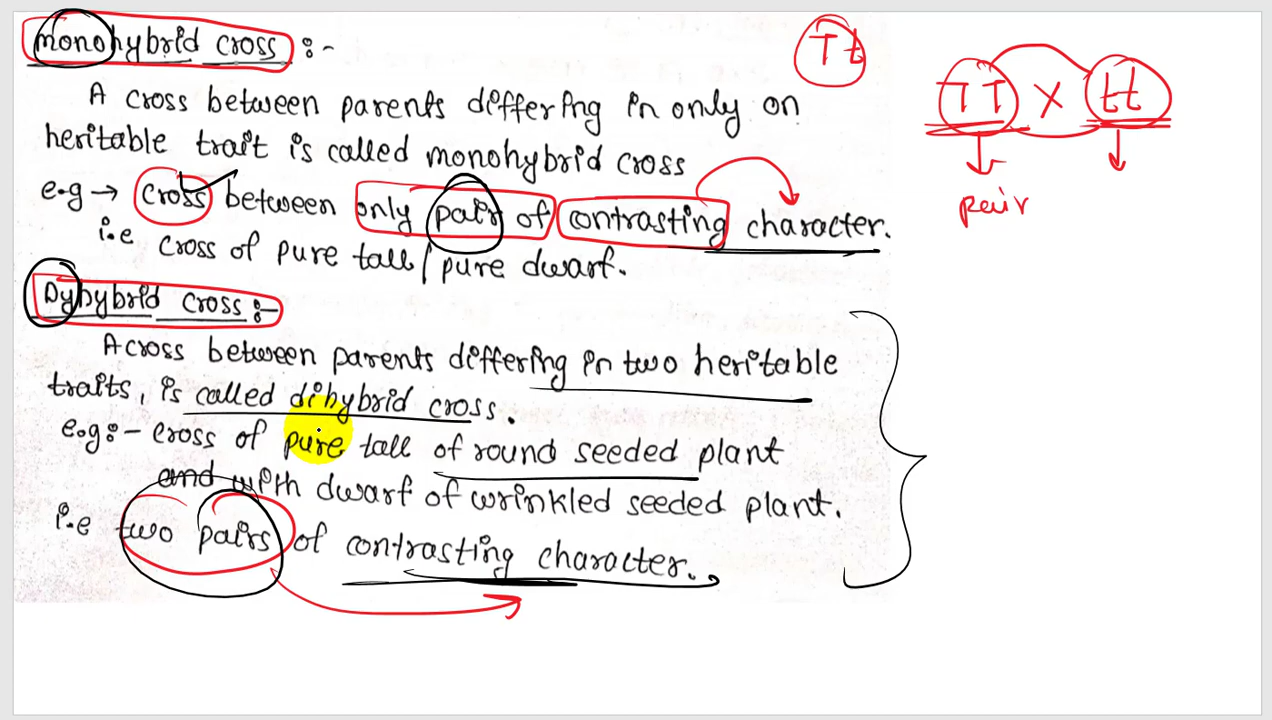 monohybrid cross :-
A cross between parents differing in only on
heritable trait is called monohybrid cross
e.g → cross between only pair of contrasting character.
i.e cross of pure tall / pure dwarf.
Dyhybrid cross :-
A cross between parents differing in two heritable
traits, is called dihybrid cross.
e.g :- cross of pure tall of round seeded plant
and with dwarf of wrinkled seeded plant.
i.e two pairs of contrasting character.
Tt
TT X tt
pair